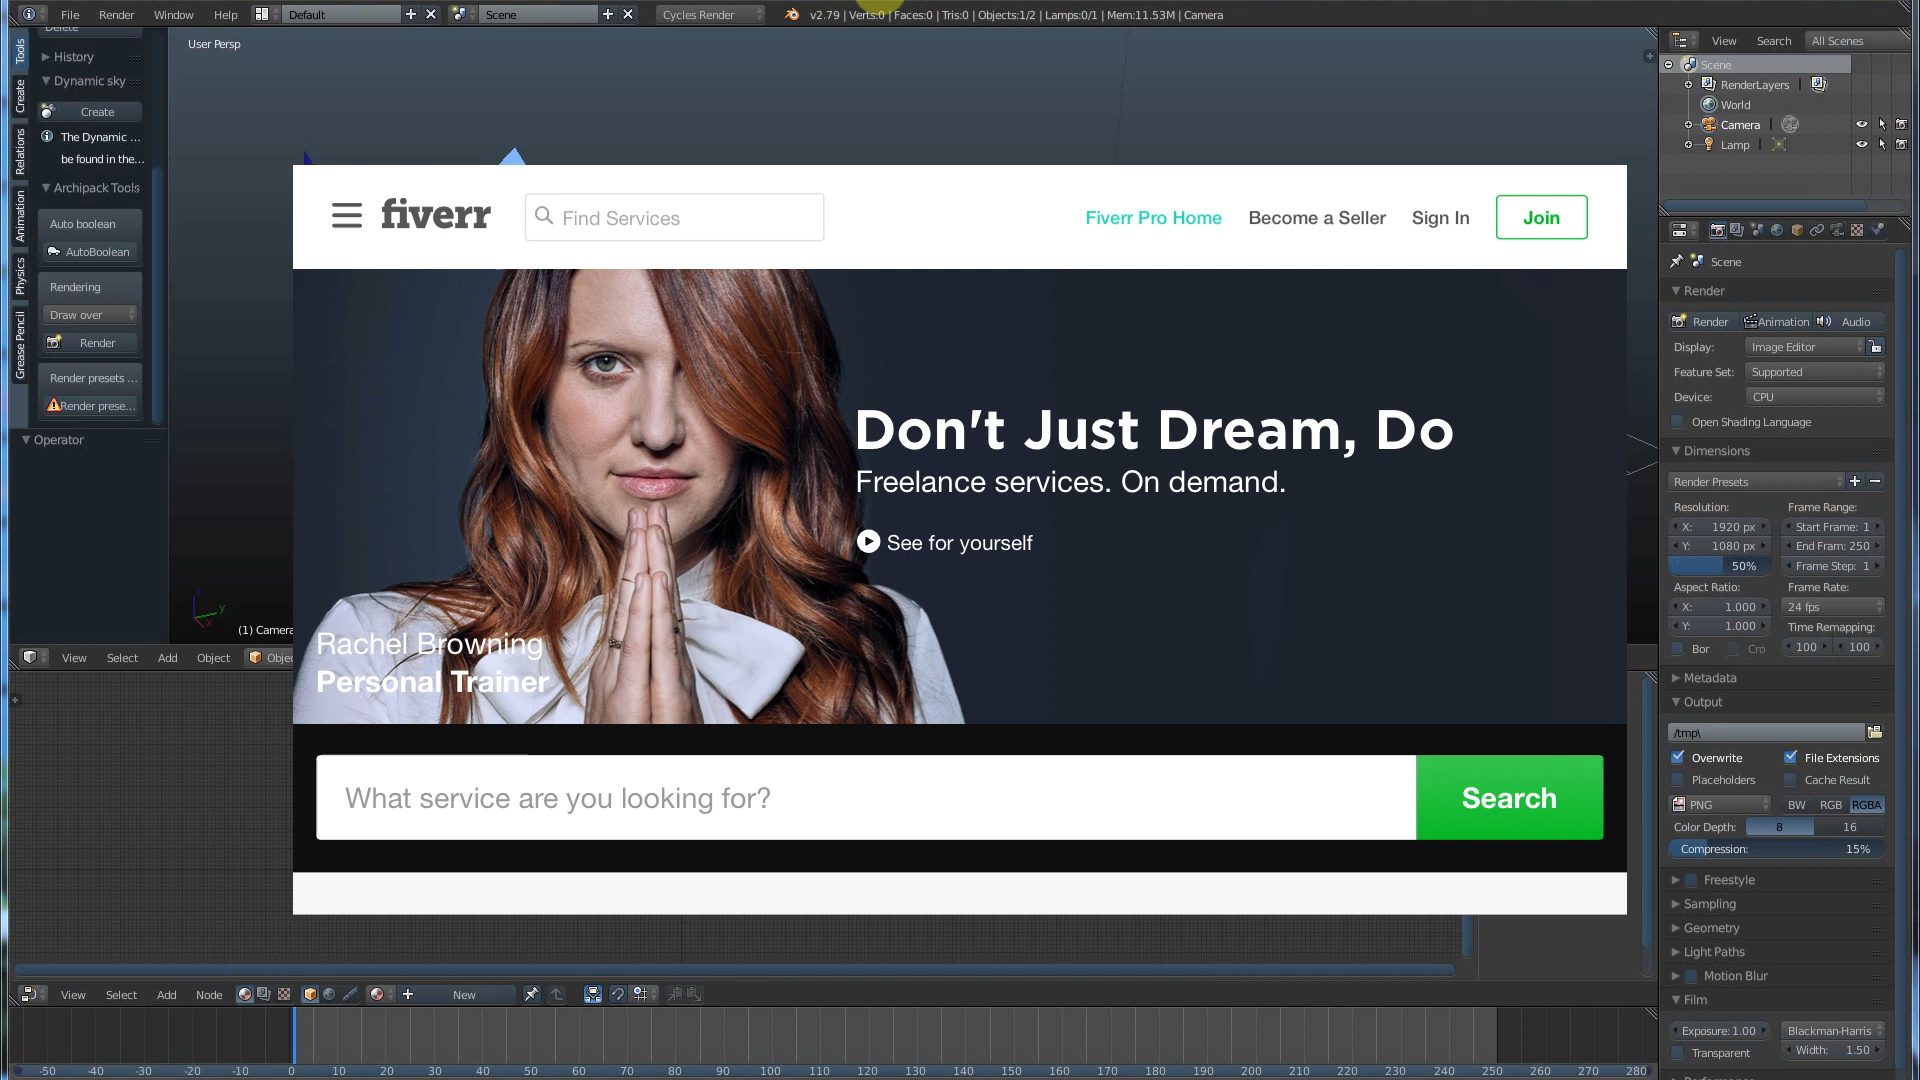 File Render Window Help Default Scene Cycles Render v2.79 | Verts:0 | Faces:0 | Tris:0 | Objects:1/2 | Lamps:0/1 | Mem:11.53M | Camera
Tools
Create
Relations
Animation
Physics
Grease Pencil
Delete
History
Dynamic sky
Create
The Dynamic ...
be found in the...
Archipack Tools
Auto boolean
AutoBoolean
Rendering
Draw over
Render
Render presets ...
Render prese...
Operator
User Persp
(1) Camera
View Select Add Object Objec
fiverr
Find Services
Fiverr Pro Home Become a Seller Sign In Join
Don't Just Dream, Do
Freelance services. On demand.
See for yourself
Rachel Browning
Personal Trainer
What service are you looking for?
Search
View Select Add Node New
-50 -40 -30 -20 -10 0 10 20 30 40 50 60 70 80 90 100 110 120 130 140 150 160 170 180 190 200 210 220 230 240 250 260 270 280
View Search All Scenes
Scene
RenderLayers
World
Camera
Lamp
Scene
Render
Render Animation Audio
Display: Image Editor
Feature Set: Supported
Device: CPU
Open Shading Language
Dimensions
Render Presets
Resolution: Frame Range:
X: 1920 px Start Frame: 1
Y: 1080 px End Fram: 250
50% Frame Step: 1
Aspect Ratio: Frame Rate:
X: 1.000 24 fps
Y: 1.000 Time Remapping:
Bor Cro 100 100
Metadata
Output
/tmp\
Overwrite File Extensions
Placeholders Cache Result
PNG BW RGB RGBA
Color Depth: 8 16
Compression: 15%
Freestyle
Sampling
Geometry
Light Paths
Motion Blur
Film
Exposure: 1.00 Blackman-Harris
Transparent Width: 1.50